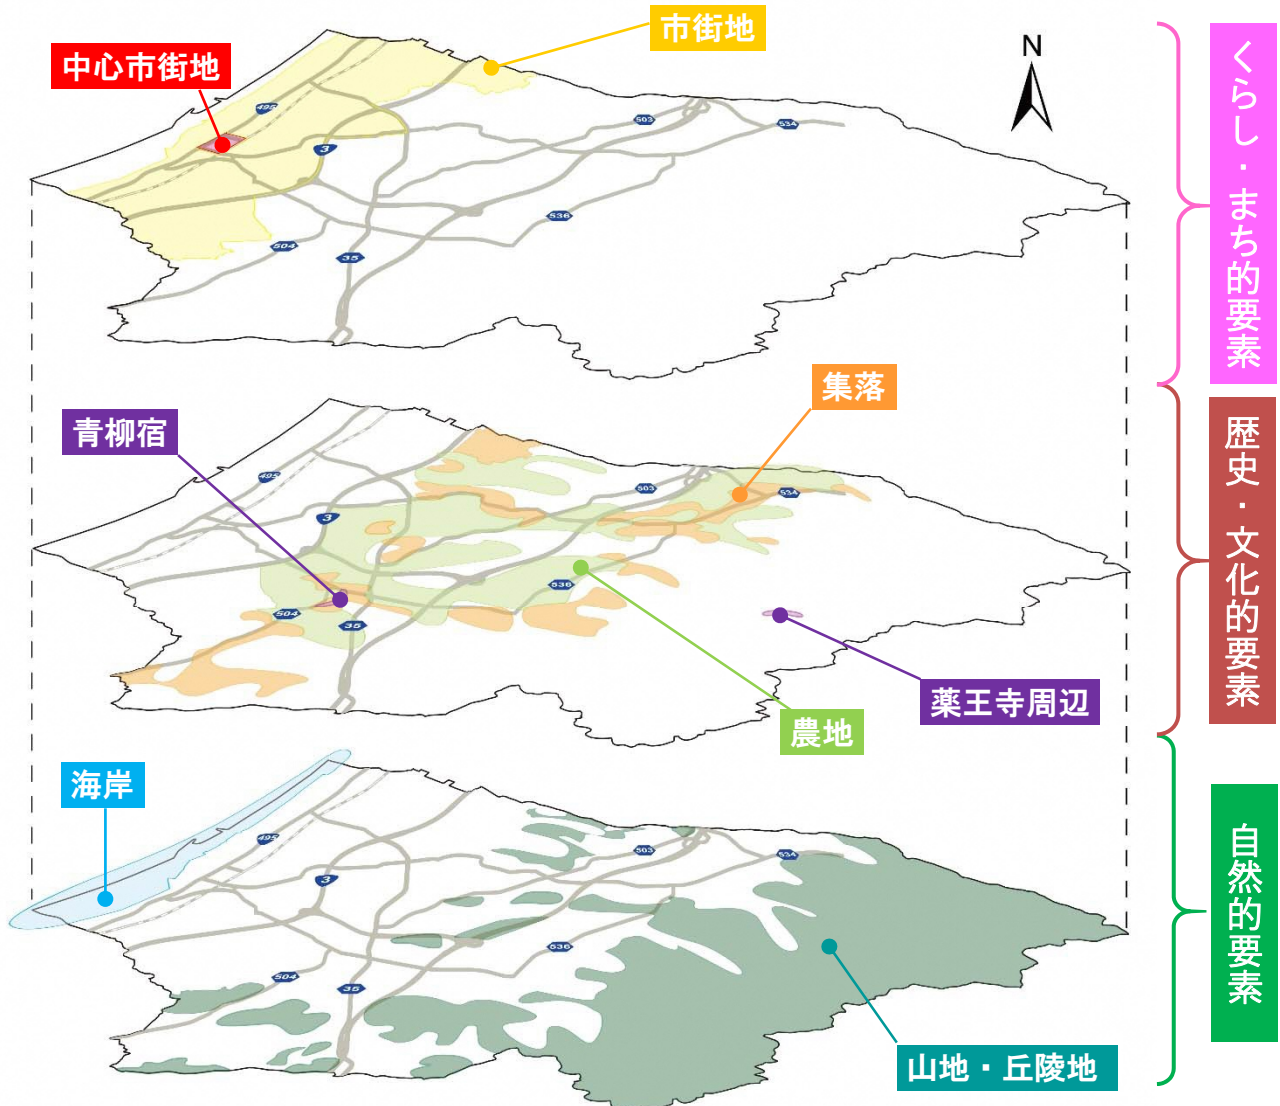 市街地
中心市街地
N
495
3
503
534
536
504
35
くらし・まち的要素
集落
青柳宿
495
3
503
534
536
504
35
薬王寺周辺
農地
歴史・文化的要素
海岸
495
3
503
534
536
504
35
山地・丘陵地
自然的要素